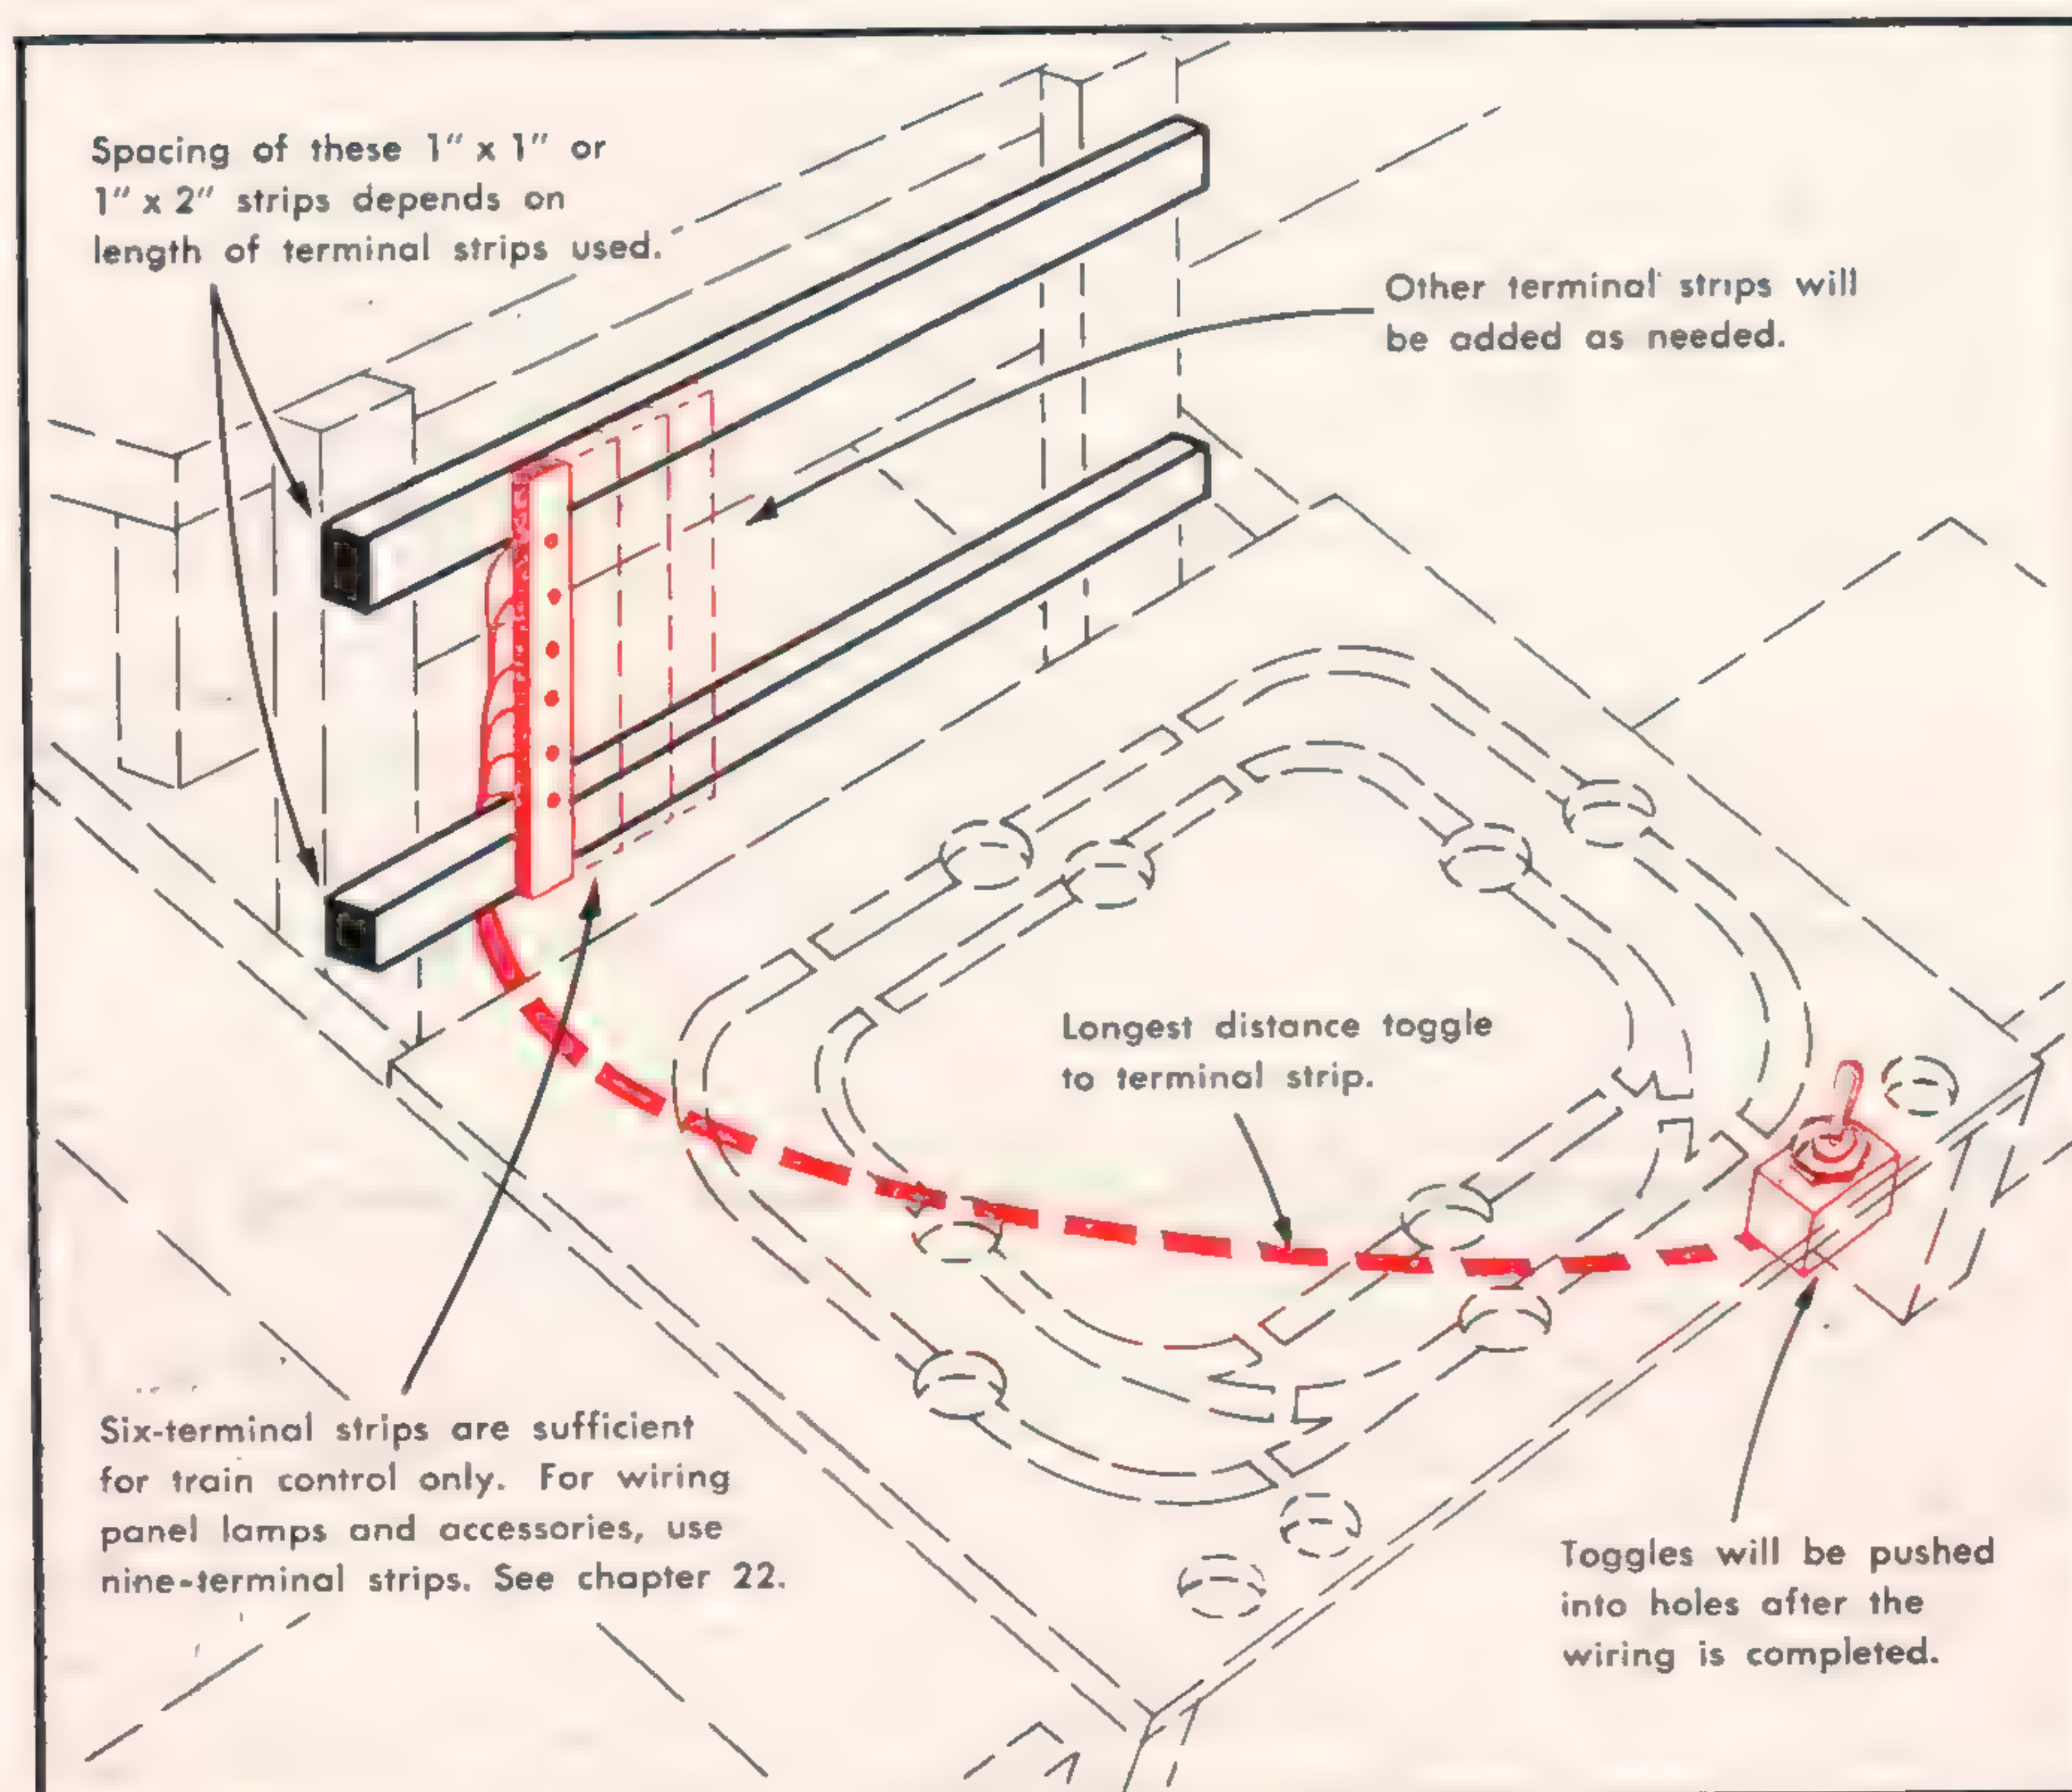 Spacing of these 1" x 1" or
1" x 2" strips depends on
length of terminal strips used.
Other terminal strips will
be added as needed.
Longest distance toggle
to terminal strip.
Six-terminal strips are sufficient
for train control only. For wiring
panel lamps and accessories, use
nine-terminal strips. See chapter 22.
Toggles will be pushed
into holes after the
wiring is completed.